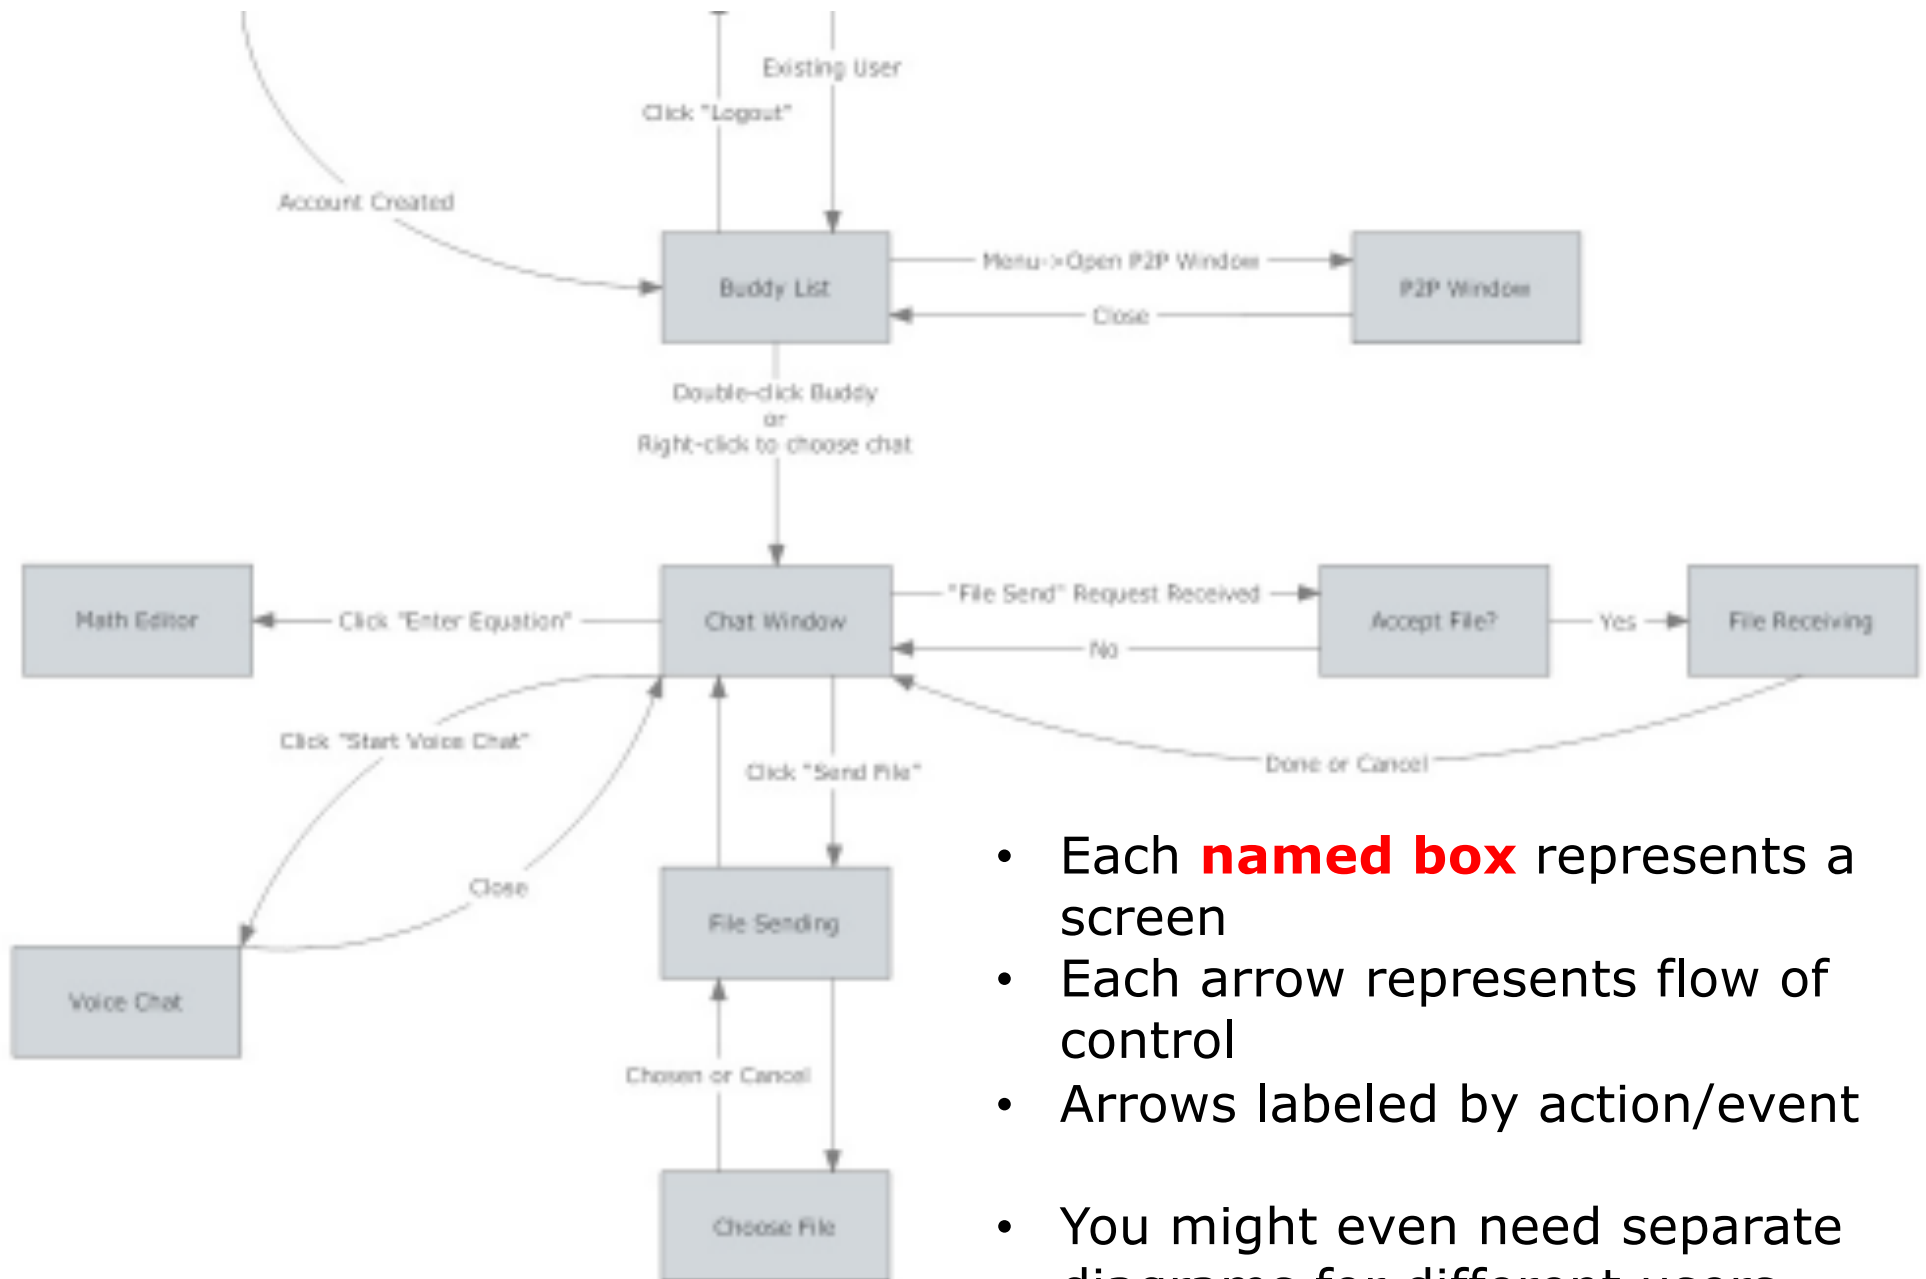 Existing User
Click "Logout"
Account Created
Buddy List
Menu->Open P2P Window
P2P Window
Close
Double-click Buddy
or
Right-click to choose chat
Math Editor
Click "Enter Equation"
Chat Window
"File Send" Request Received
Accept File?
Yes
File Receiving
No
Click "Start Voice Chat"
Click "Send File"
Done or Cancel
Close
File Sending
Voice Chat
Chosen or Cancel
Choose File
• Each named box represents a
screen
• Each arrow represents flow of
control
• Arrows labeled by action/event
• You might even need separate
diagrams for different users